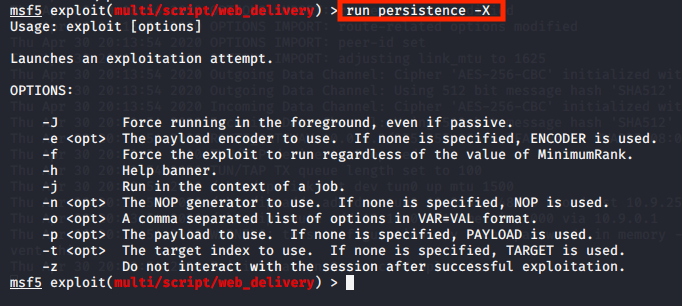 msf5 exploit(multi/script/web_delivery) > run persistence -X
Usage: exploit [options]
Launches an exploitation attempt.
OPTIONS:
-J Force running in the foreground, even if passive.
-e <opt> The payload encoder to use. If none is specified, ENCODER is used.
-f Force the exploit to run regardless of the value of MinimumRank.
-h Help banner.
-j Run in the context of a job.
-n <opt> The NOP generator to use. If none is specified, NOP is used.
-o <opt> A comma separated list of options in VAR=VAL format.
-p <opt> The payload to use. If none is specified, PAYLOAD is used.
-t <opt> The target index to use. If none is specified, TARGET is used.
-z Do not interact with the session after successful exploitation.
msf5 exploit(multi/script/web_delivery) >